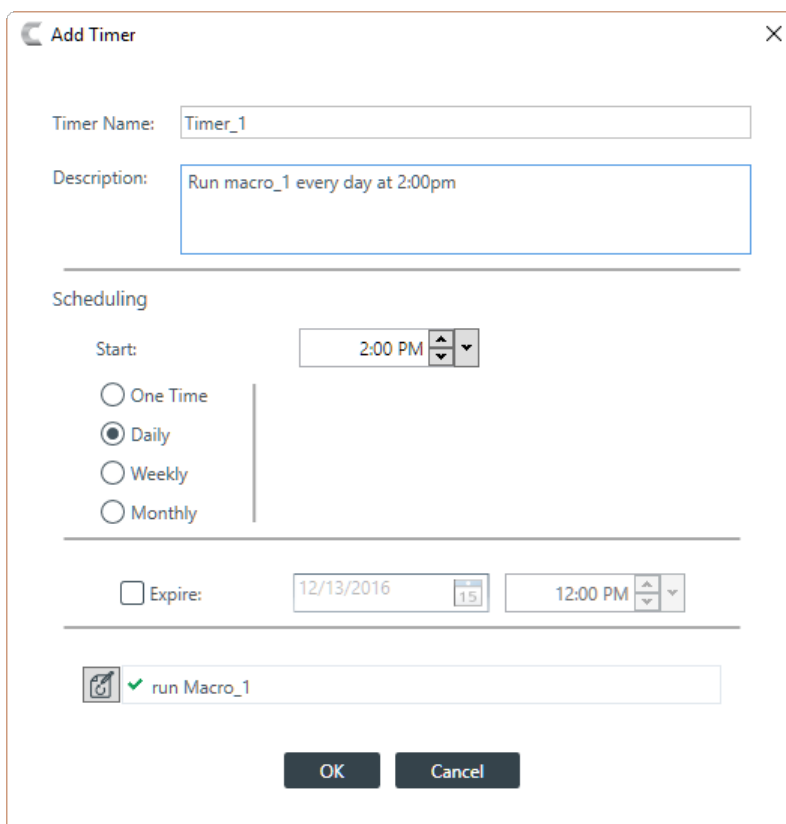 Add Timer
Timer Name: Timer_1
Description: Run macro_1 every day at 2:00pm
Scheduling
Start: 2:00 PM
One Time
Daily
Weekly
Monthly
Expire: 12/13/2016 15 12:00 PM
run Macro_1
OK Cancel